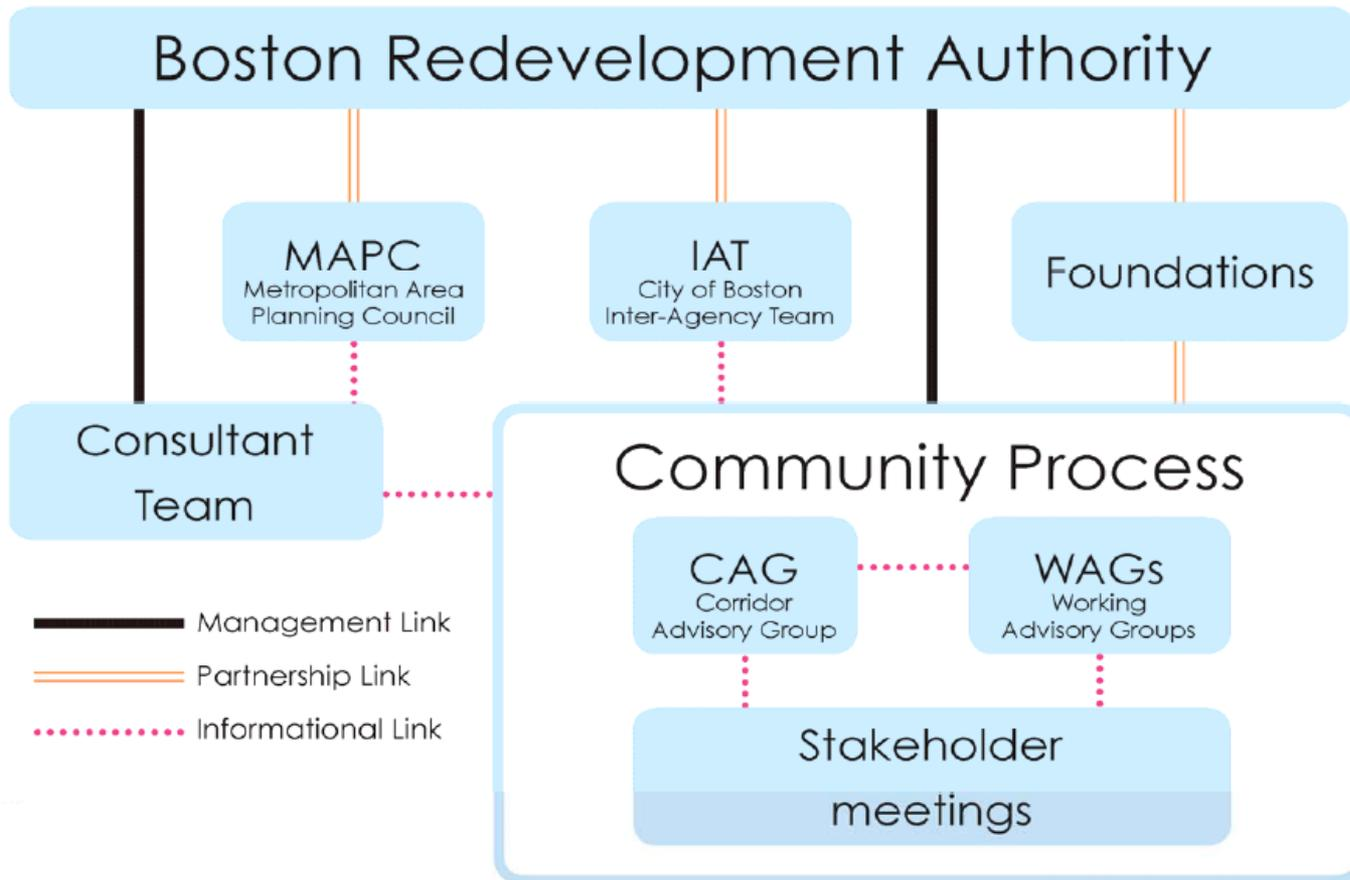 Boston Redevelopment Authority
MAPC
Metropolitan Area
Planning Council
IAT
City of Boston
Inter-Agency Team
Foundations
Consultant
Team
Community Process
CAG
Corridor
Advisory Group
WAGs
Working
Advisory Groups
Stakeholder
meetings
Management Link
Partnership Link
Informational Link